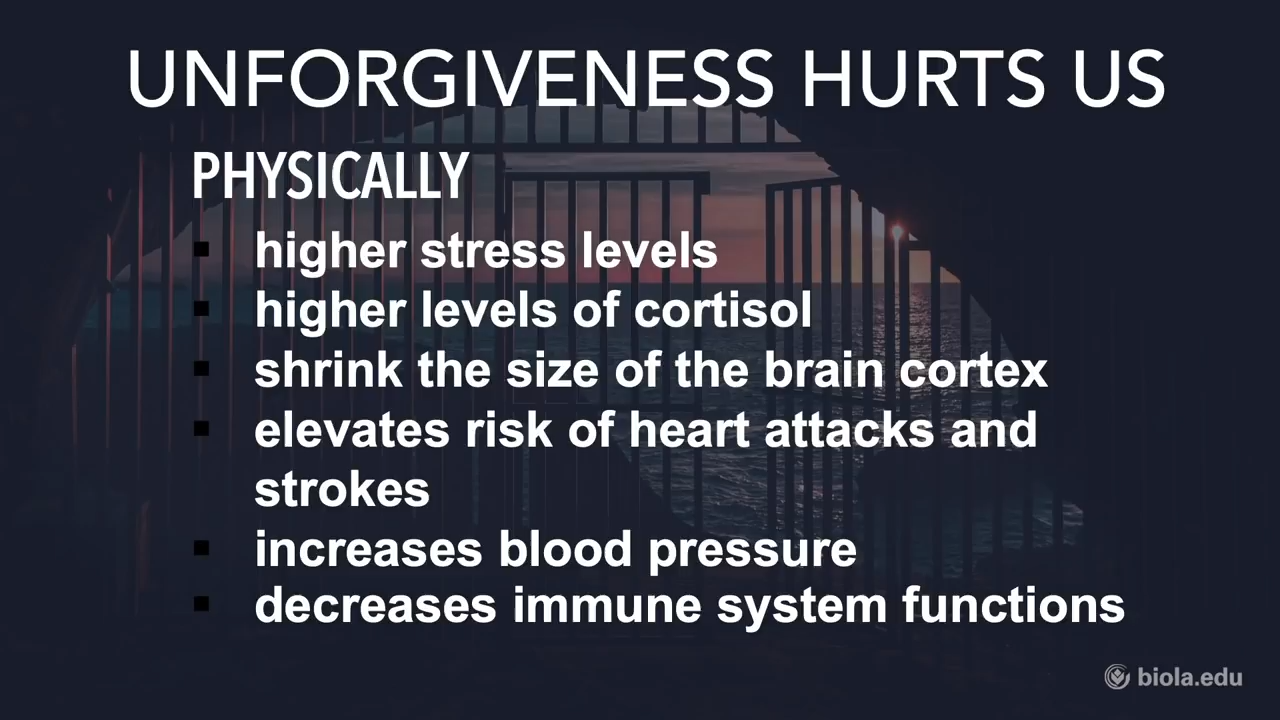 UNFORGIVENESS HURTS US
PHYSICALLY
▪ higher stress levels
▪ higher levels of cortisol
▪ shrink the size of the brain cortex
▪ elevates risk of heart attacks and
strokes
▪ increases blood pressure
▪ decreases immune system functions
biola.edu